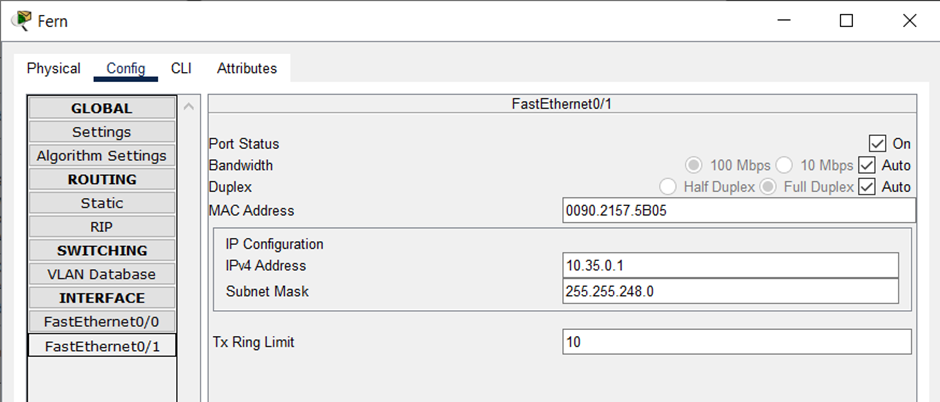 Fern
Physical Config CLI Attributes
GLOBAL
Settings
Algorithm Settings
ROUTING
Static
RIP
SWITCHING
VLAN Database
INTERFACE
FastEthernet0/0
FastEthernet0/1
FastEthernet0/1
Port Status On
Bandwidth 100 Mbps 10 Mbps Auto
Duplex Half Duplex Full Duplex Auto
MAC Address 0090.2157.5B05
IP Configuration
IPv4 Address 10.35.0.1
Subnet Mask 255.255.248.0
Tx Ring Limit 10